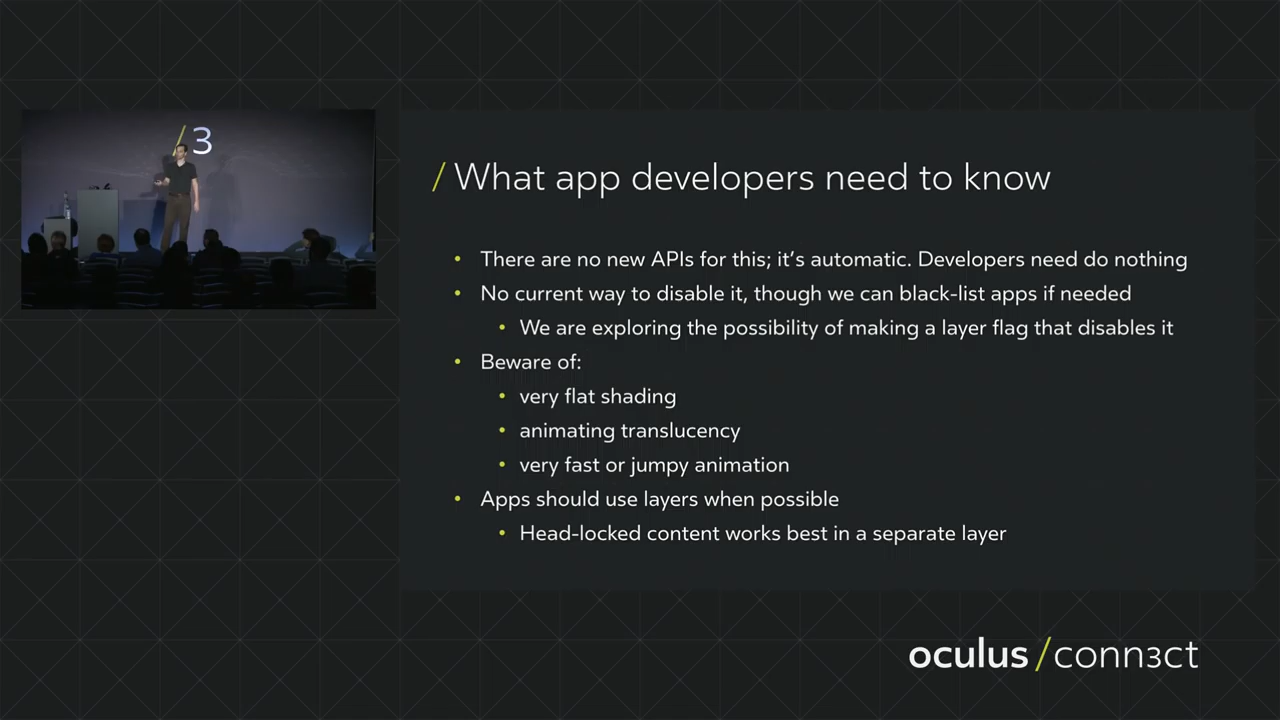 /3
/ What app developers need to know
• There are no new APIs for this; it's automatic. Developers need do nothing
• No current way to disable it, though we can black-list apps if needed
• We are exploring the possibility of making a layer flag that disables it
• Beware of:
• very flat shading
• animating translucency
• very fast or jumpy animation
• Apps should use layers when possible
• Head-locked content works best in a separate layer
oculus /conn3ct